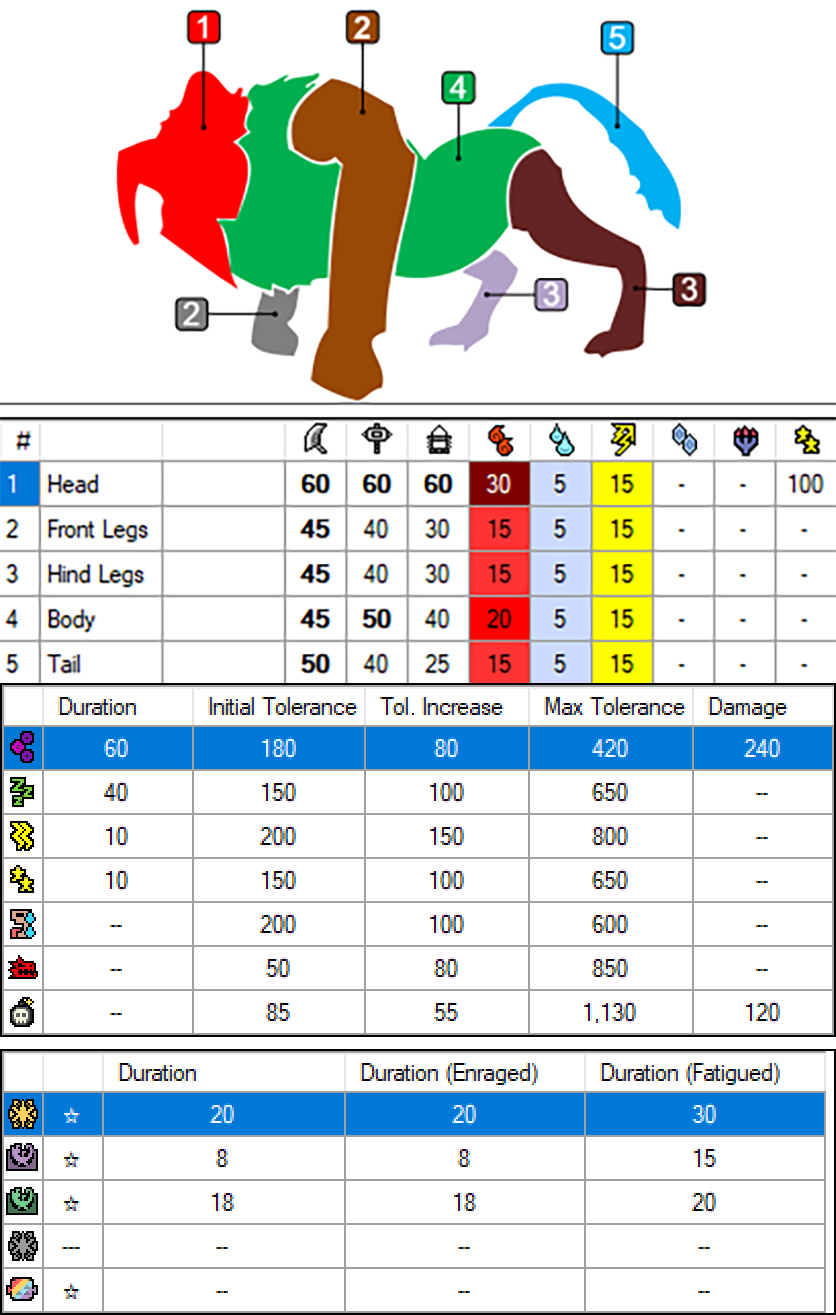 1
2
5
4
2
3
3
#
1 Head 60 60 60 30 5 15 - - 100
2 Front Legs 45 40 30 15 5 15 - - -
3 Hind Legs 45 40 30 15 5 15 - - -
4 Body 45 50 40 20 5 15 - - -
5 Tail 50 40 25 15 5 15 - - -
Duration Initial Tolerance Tol. Increase Max Tolerance Damage
60 180 80 420 240
40 150 100 650 --
10 200 150 800 --
10 150 100 650 --
-- 200 100 600 --
-- 50 80 850 --
-- 85 55 1,130 120
Duration Duration (Enraged) Duration (Fatigued)
☆ 20 20 30
☆ 8 8 15
☆ 18 18 20
--- -- -- --
☆ -- -- --